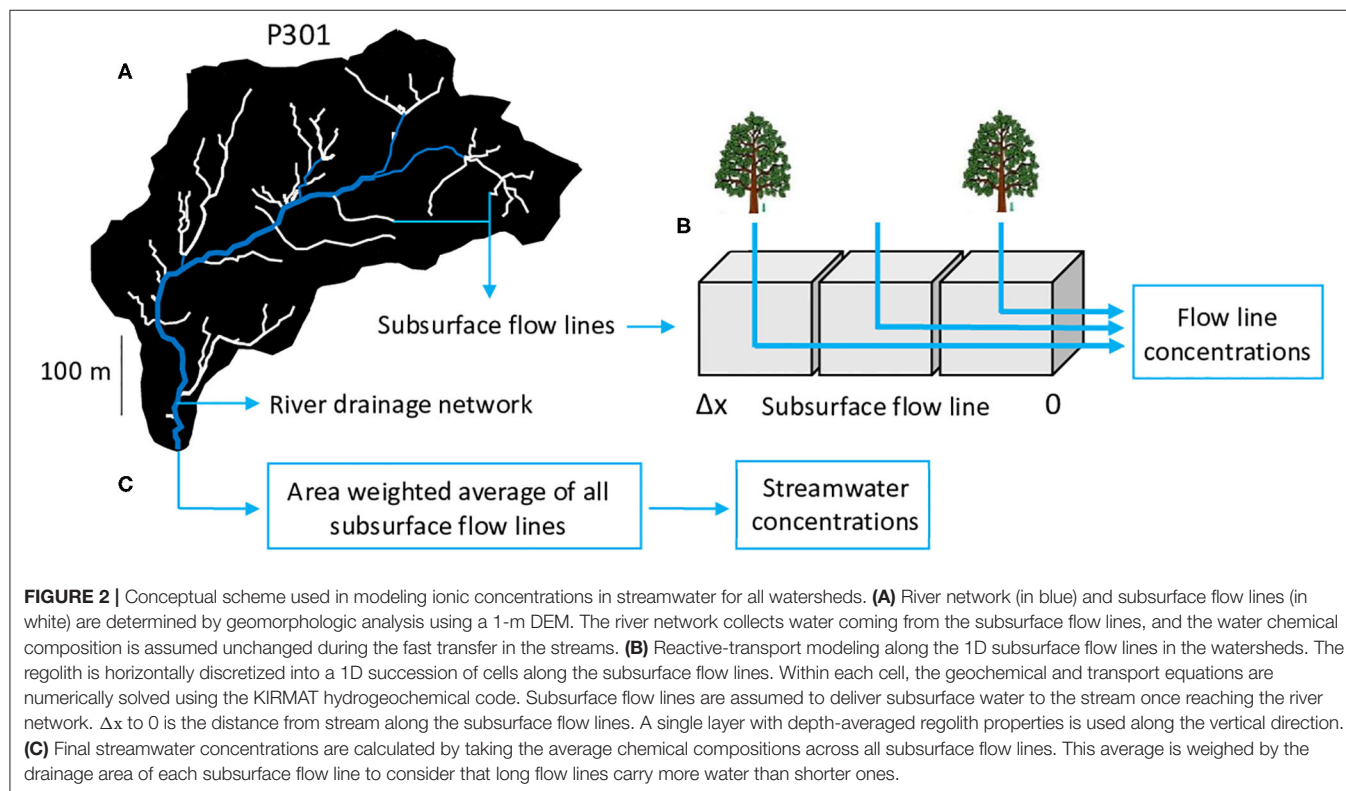 P301
A
B
Subsurface flow lines
Flow line
concentrations
100 m
River drainage network
Δx Subsurface flow line 0
C
Area weighted average of all
subsurface flow lines
Streamwater
concentrations
FIGURE 2 | Conceptual scheme used in modeling ionic concentrations in streamwater for all watersheds. (A) River network (in blue) and subsurface flow lines (in
white) are determined by geomorphologic analysis using a 1-m DEM. The river network collects water coming from the subsurface flow lines, and the water chemical
composition is assumed unchanged during the fast transfer in the streams. (B) Reactive-transport modeling along the 1D subsurface flow lines in the watersheds. The
regolith is horizontally discretized into a 1D succession of cells along the subsurface flow lines. Within each cell, the geochemical and transport equations are
numerically solved using the KIRMAT hydrogeochemical code. Subsurface flow lines are assumed to deliver subsurface water to the stream once reaching the river
network. Δx to 0 is the distance from stream along the subsurface flow lines. A single layer with depth-averaged regolith properties is used along the vertical direction.
(C) Final streamwater concentrations are calculated by taking the average chemical compositions across all subsurface flow lines. This average is weighed by the
drainage area of each subsurface flow line to consider that long flow lines carry more water than shorter ones.